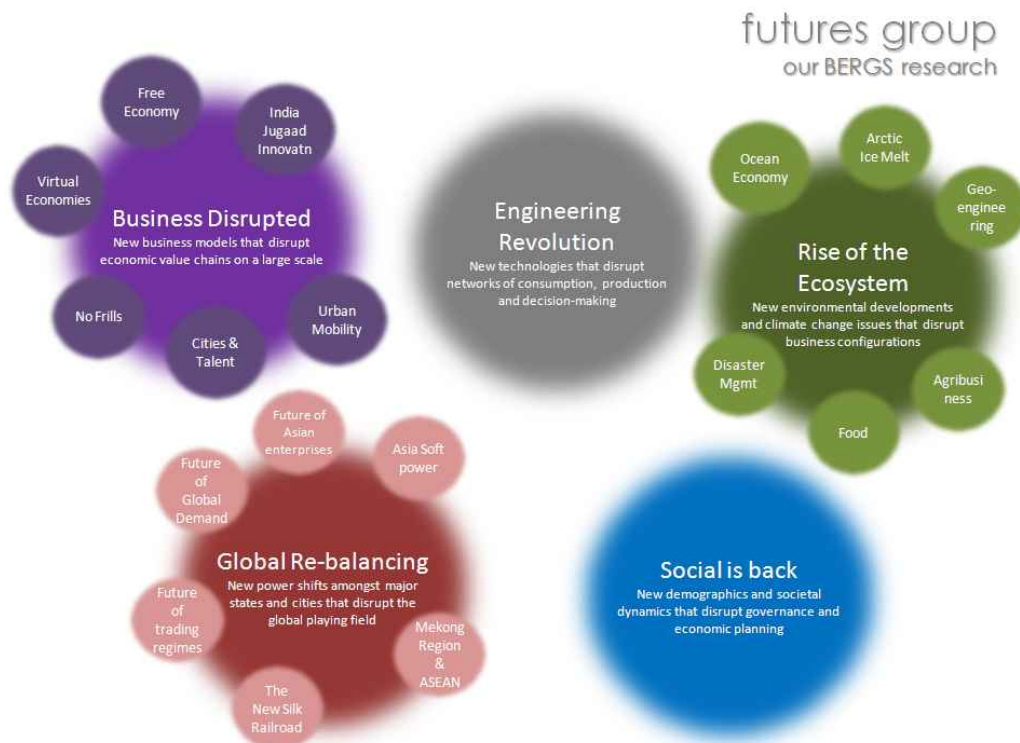 futures group
our BERGS research
Free
Economy
India
Jugaad
Innovatn
Virtual
Economies
Business Disrupted
New business models that disrupt
economic value chains on a large scale
No Frills
Cities &
Talent
Urban
Mobility
Engineering
Revolution
New technologies that disrupt
networks of consumption, production
and decision-making
Ocean
Economy
Arctic
Ice Melt
Geo-
enginee
ring
Rise of the
Ecosystem
New environmental developments
and climate change issues that disrupt
business configurations
Disaster
Mgmt
Food
Agribusi
ness
Future of
Asian
enterprises
Asia Soft
power
Future
of
Global
Demand
Global Re-balancing
New power shifts amongst major
states and cities that disrupt the
global playing field
Future
of
trading
regimes
The
New Silk
Railroad
Mekong
Region
&
ASEAN
Social is back
New demographics and societal
dynamics that disrupt governance and
economic planning